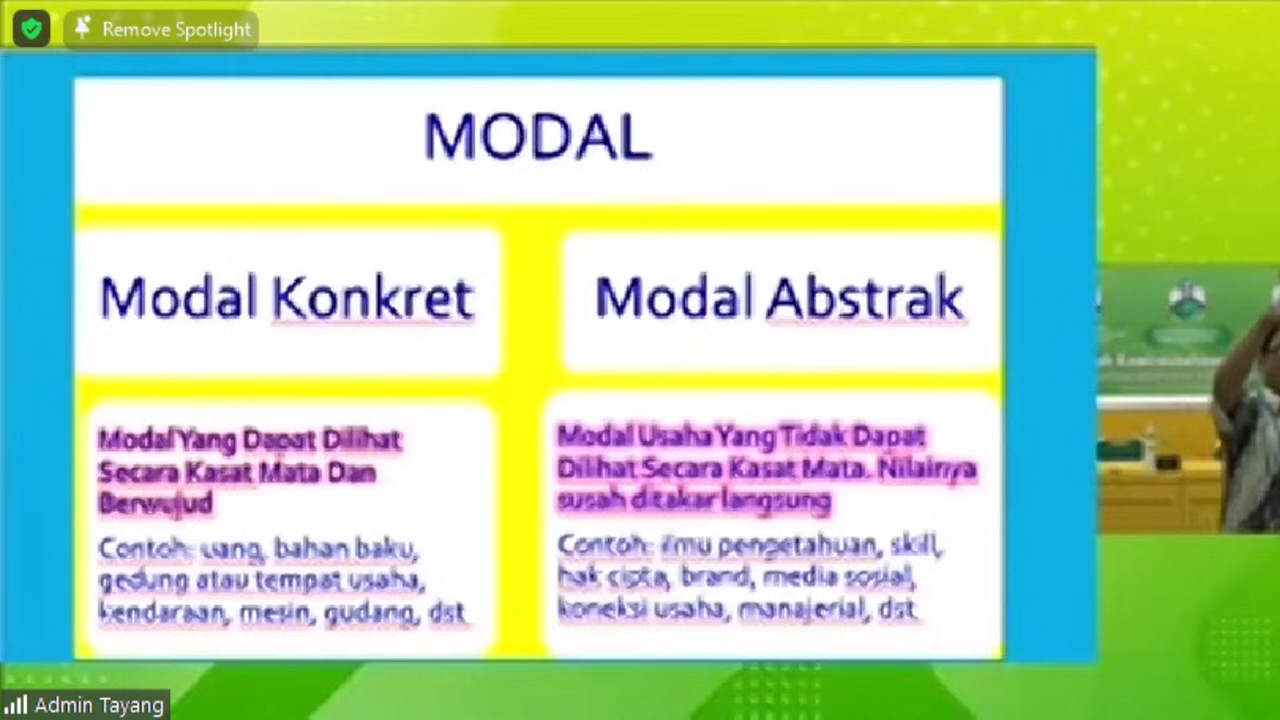 Remove Spotlight
MODAL
Modal Konkret
Modal Abstrak
Modal Yang Dapat Dilihat
Secara Kasat Mata Dan
Berwujud
Contoh: uang, bahan baku,
gedung atau tempat usaha,
kendaraan, mesin, gudang, dst
Modal Usaha Yang Tidak Dapat
Dilihat Secara Kasat Mata. Nilainya
susah ditakar langsung
Contoh: ilmu pengetahuan, skill,
hak cipta, brand, media sosial,
koneksi usaha, manajerial, dst
Admin Tayang